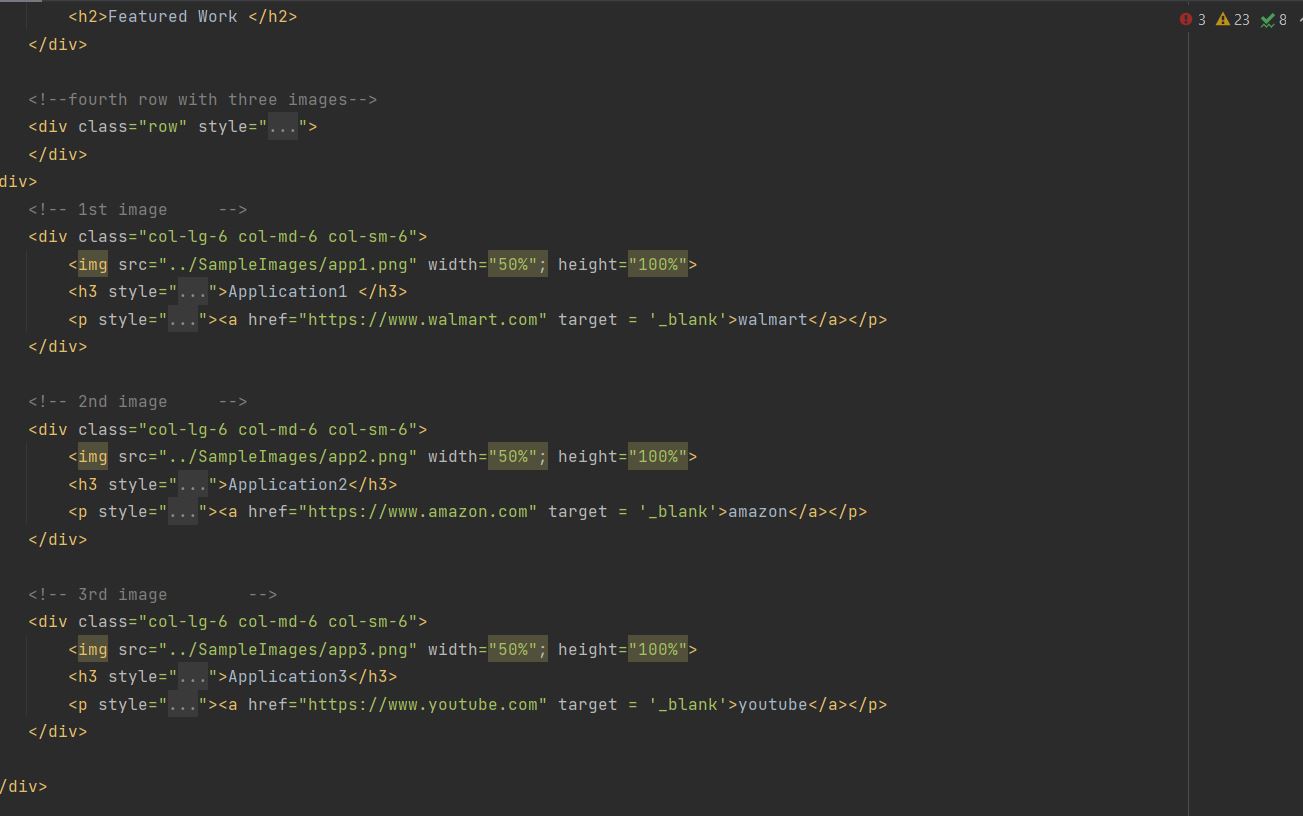 <h2>Featured Work </h2>
3 23 8
</div>
<!--fourth row with three images-->
<div class="row" style="...">
</div>
div>
<!-- 1st image     -->
<div class="col-lg-6 col-md-6 col-sm-6">
<img src="../SampleImages/app1.png" width="50%"; height="100%">
<h3 style="...">Application1 </h3>
<p style="..."><a href="https://www.walmart.com" target = '_blank'>walmart</a></p>
</div>
<!-- 2nd image     -->
<div class="col-lg-6 col-md-6 col-sm-6">
<img src="../SampleImages/app2.png" width="50%"; height="100%">
<h3 style="...">Application2</h3>
<p style="..."><a href="https://www.amazon.com" target = '_blank'>amazon</a></p>
</div>
<!-- 3rd image        -->
<div class="col-lg-6 col-md-6 col-sm-6">
<img src="../SampleImages/app3.png" width="50%"; height="100%">
<h3 style="...">Application3</h3>
<p style="..."><a href="https://www.youtube.com" target = '_blank'>youtube</a></p>
</div>
/div>